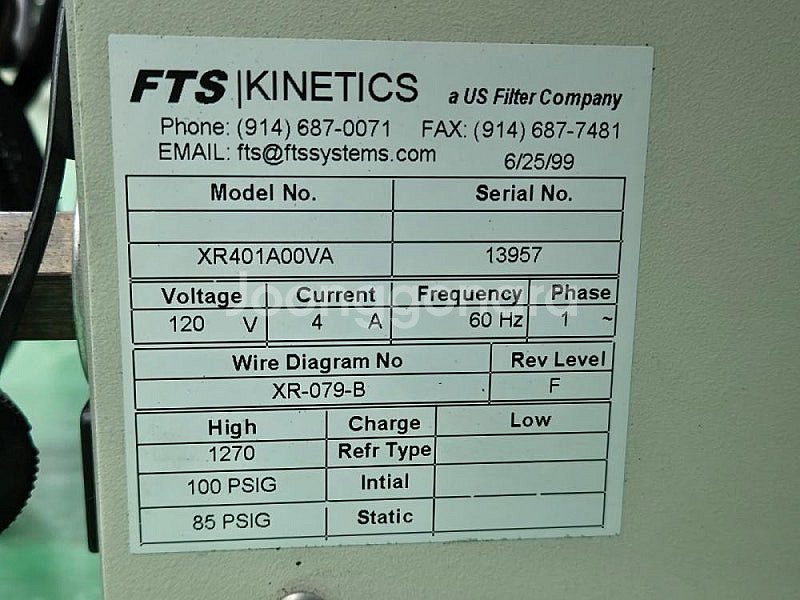 FTS | KINETICS a US Filter Company
Phone: (914) 687-0071 FAX: (914) 687-7481
EMAIL: fts@ftssystems.com 6/25/99
Model No. Serial No.
XR401A00VA 13957
Voltage Current Frequency Phase
120 V 4 A 60 Hz 1 ~
Wire Diagram No Rev Level
XR-079-B F
High Charge Low
1270 Refr Type
100 PSIG Intial
85 PSIG Static
Joonggonara